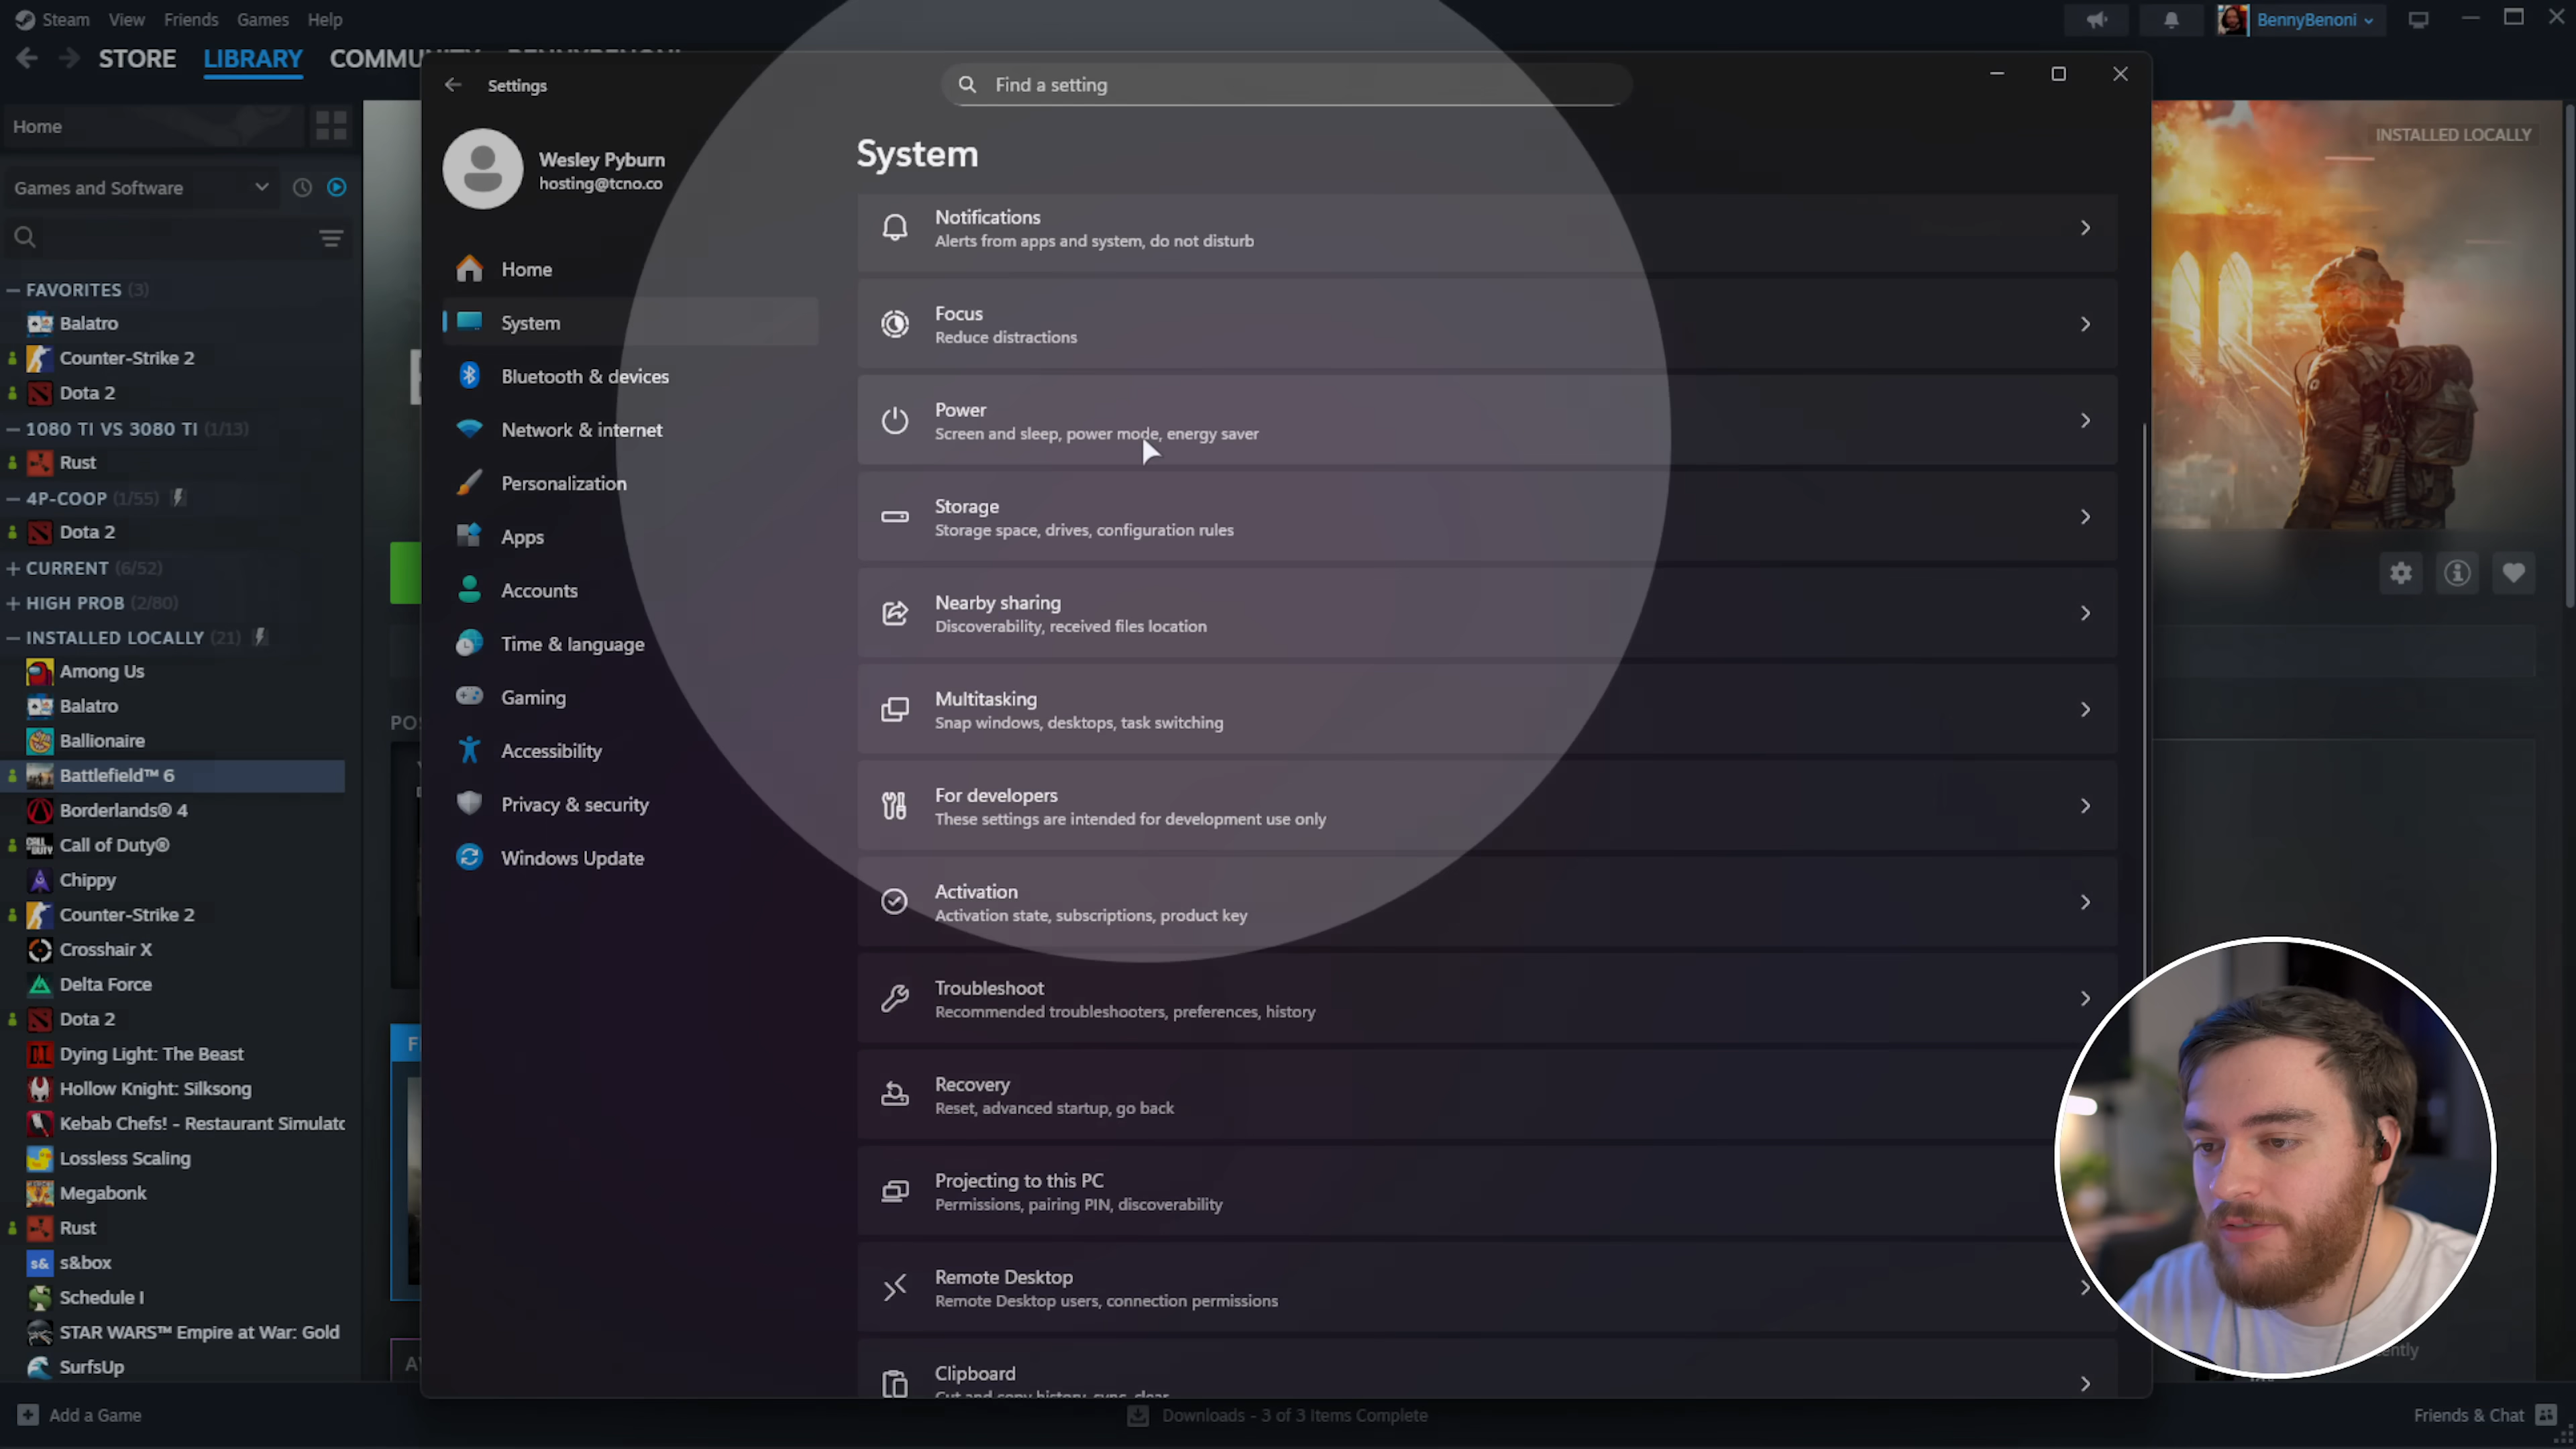 Steam View Friends Games Help
BennyBenoni
STORE LIBRARY
INSTALLED LOCALLY
Home
Games and Software
FAVORITES (3)
Balatro
Counter-Strike 2
Dota 2
1080 TI VS 3080 TI (1/13)
Rust
4P-COOP (1/55)
Dota 2
CURRENT (6/52)
HIGH PROB (2/80)
INSTALLED LOCALLY (21)
Among Us
Balatro
Ballionaire
Battlefield™ 6
Borderlands® 4
Call of Duty®
Chippy
Counter-Strike 2
Crosshair X
Delta Force
Dota 2
Dying Light: The Beast
Hollow Knight: Silksong
Kebab Chefs! - Restaurant Simulatc
Lossless Scaling
Megabonk
Rust
s&box
Schedule I
STAR WARS™ Empire at War: Gold
SurfsUp
Add a Game
Settings
Find a setting
Wesley Pyburn
hosting@tcno.co
Home
System
Bluetooth & devices
Network & internet
Personalization
Apps
Accounts
Time & language
Gaming
Accessibility
Privacy & security
Windows Update
System
Notifications
Alerts from apps and system, do not disturb
Focus
Reduce distractions
Power
Screen and sleep, power mode, energy saver
Storage
Storage space, drives, configuration rules
Nearby sharing
Discoverability, received files location
Multitasking
Snap windows, desktops, task switching
For developers
These settings are intended for development use only
Activation
Activation state, subscriptions, product key
Troubleshoot
Recommended troubleshooters, preferences, history
Recovery
Reset, advanced startup, go back
Projecting to this PC
Permissions, pairing PIN, discoverability
Remote Desktop
Remote Desktop users, connection permissions
Clipboard
Cut and copy history, sync, clear
Downloads - 3 of 3 Items Complete
Friends & Chat